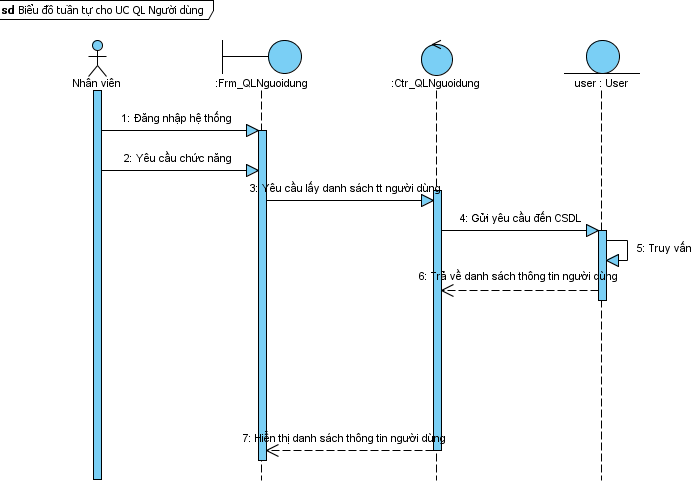 sd Biểu đồ tuần tự cho UC QL Người dùng
Nhân viên
:Frm_QLNguoidung
:Ctr_QLNguoidung
user : User
1: Đăng nhập hệ thống
2: Yêu cầu chức năng
3: Yêu cầu lấy danh sách tt người dùng
4: Gửi yêu cầu đến CSDL
5: Truy vấn
6: Trả về danh sách thông tin người dùng
7: Hiển thị danh sách thông tin người dùng